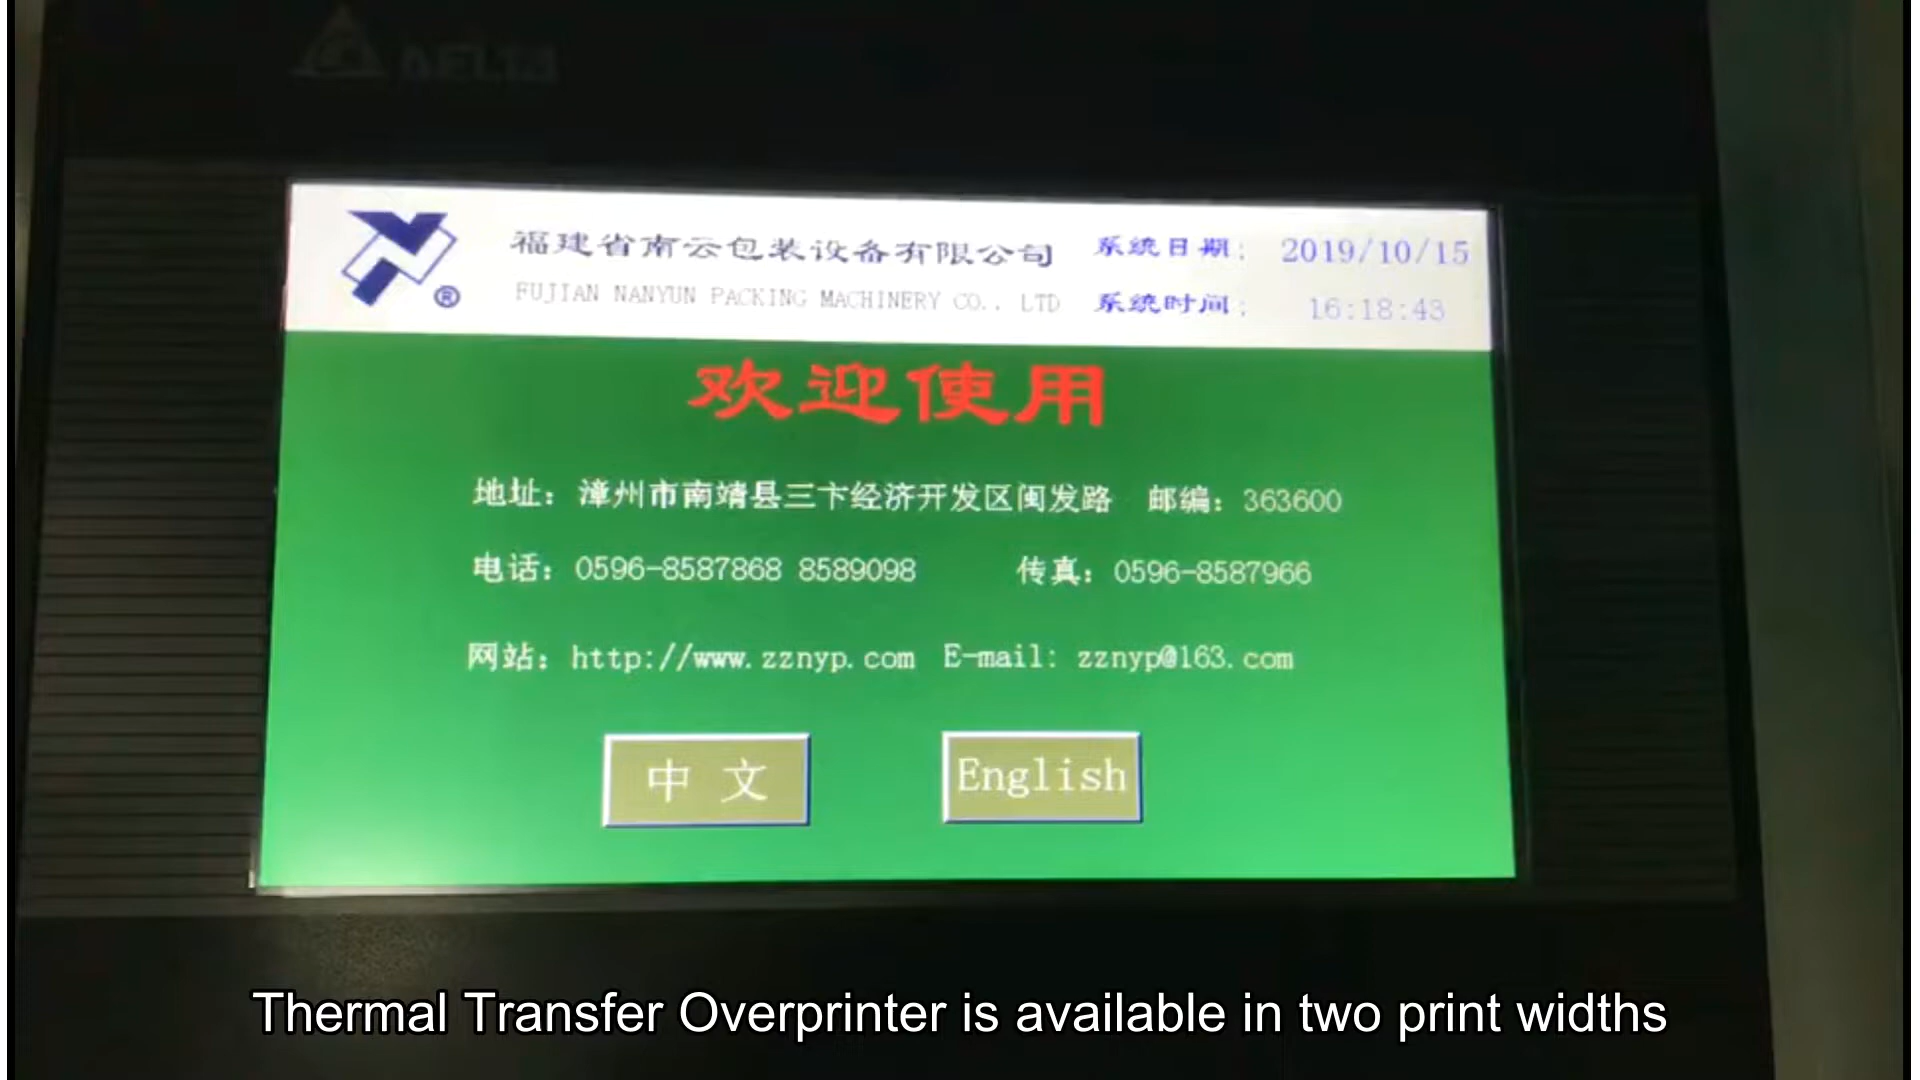 DELTA
福建省南云包装设备有限公司
系统日期: 2019/10/15
FUJIAN NANYUN PACKING MACHINERY CO., LTD
系统时间: 16:18:43
®
欢迎使用
地址：漳州市南靖县三卞经济开发区闽发路 邮编：363600
电话：0596-8587868 8589098 传真：0596-8587966
网站：http://www.zznyp.com E-mail: zznyp@163.com
中 文
English
Thermal Transfer Overprinter is available in two print widths